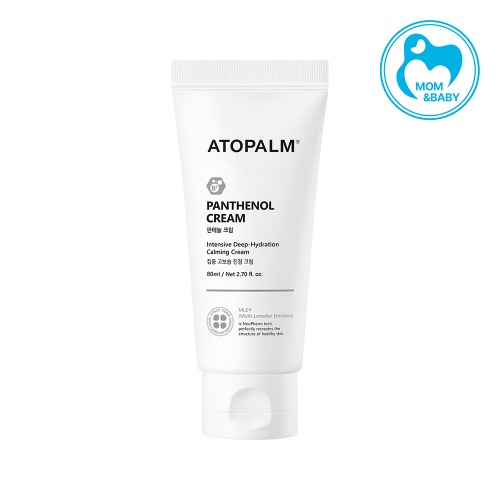 MOM
&BABY
ATOPALM®
PANTHENOL
CREAM
판테놀 크림
Intensive Deep-Hydration
Calming Cream
집중 고보습 진정 크림
80ml / Net 2.70 fl. oz.
MLE®
(Multi-Lamellar Emulsion)
is NeoPharm tech.
perfectly recreates the
structure of healthy skin.